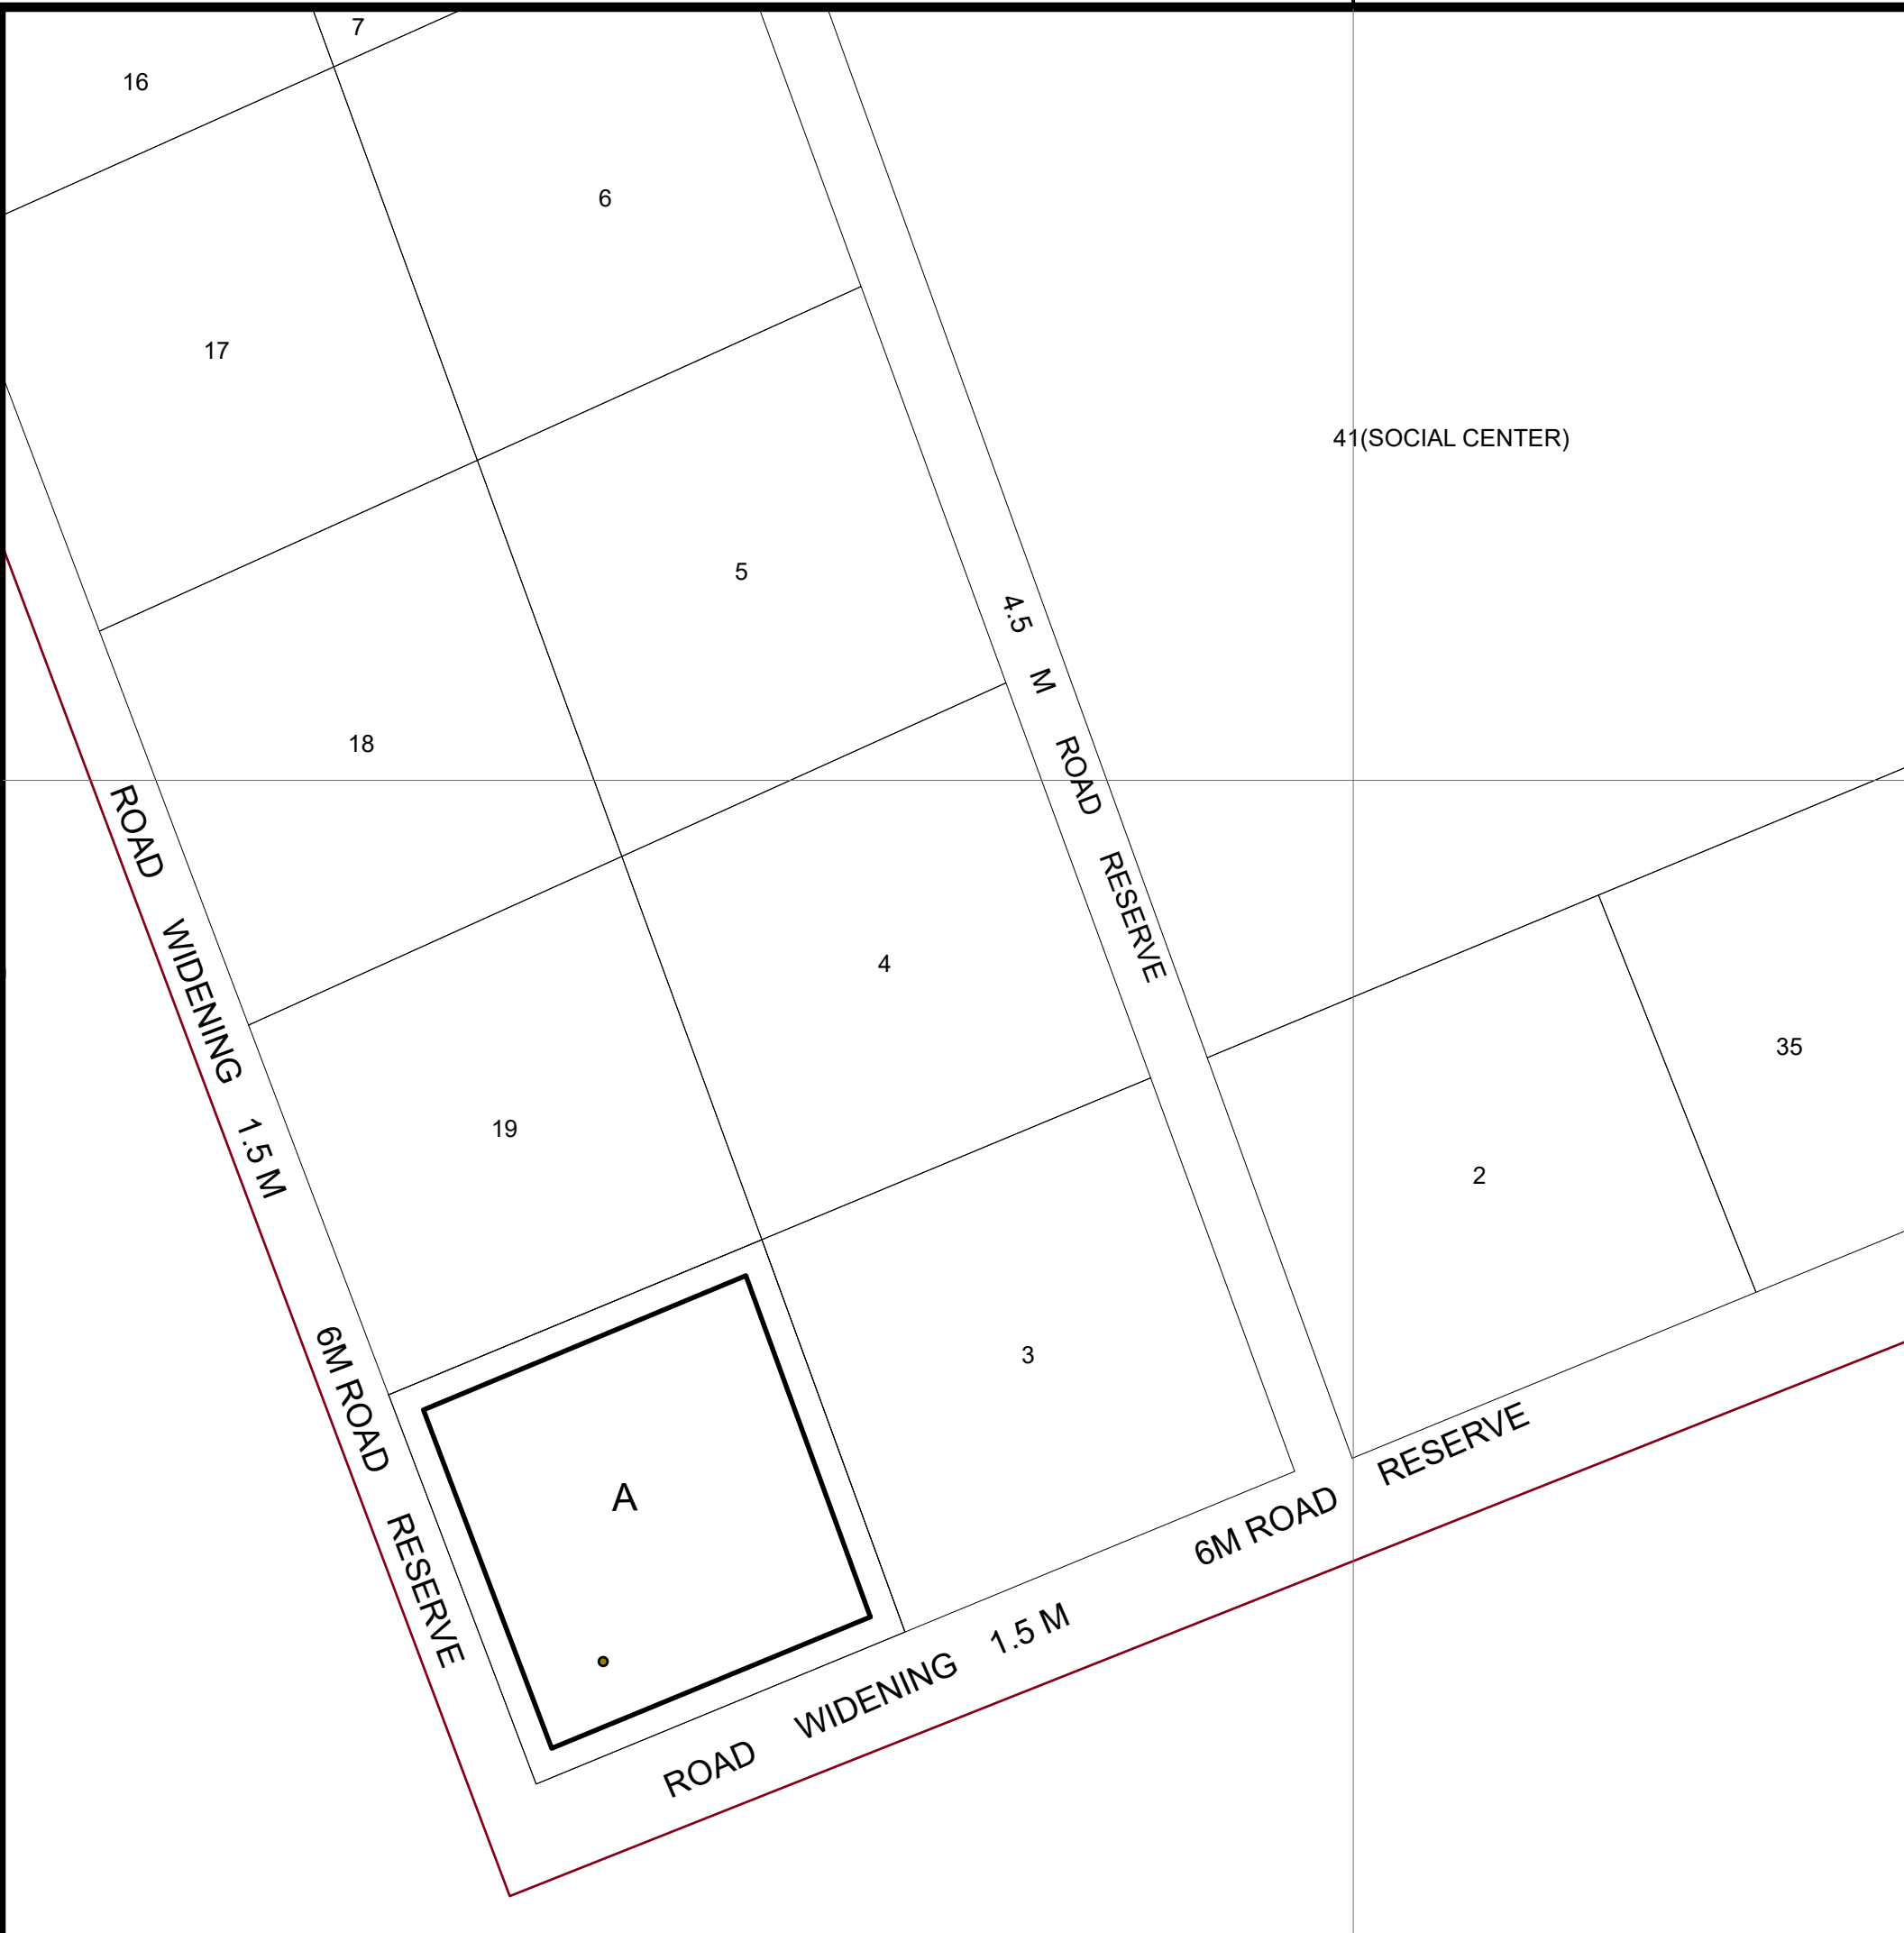 7
16
6
17
41(SOCIAL CENTER)
5
4.5 M ROAD RESERVE
18
ROAD WIDENING 1.5 M
4
35
19
2
6M ROAD RESERVE
3
A
6M ROAD RESERVE
ROAD WIDENING 1.5 M